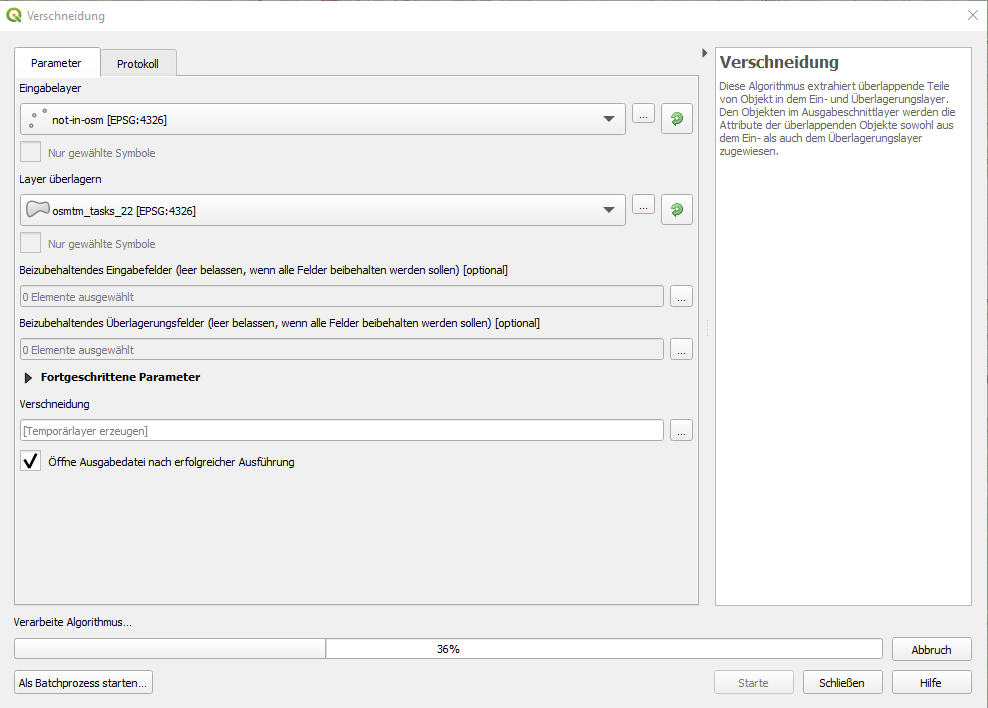 Verschneidung
Parameter
Protokoll
Eingabelayer
not-in-osm [EPSG:4326]
...
Nur gewählte Symbole
Layer überlagern
osmtm_tasks_22 [EPSG:4326]
...
Nur gewählte Symbole
Beizubehaltendes Eingabefelder (leer belassen, wenn alle Felder beibehalten werden sollen) [optional]
0 Elemente ausgewählt
...
Beizubehaltendes Überlagerungsfelder (leer belassen, wenn alle Felder beibehalten werden sollen) [optional]
0 Elemente ausgewählt
...
Fortgeschrittene Parameter
Verschneidung
[Temporärlayer erzeugen]
...
Öffne Ausgabedatei nach erfolgreicher Ausführung
Verschneidung
Diese Algorithmus extrahiert überlappende Teile
von Objekt in dem Ein- und Überlagerungslayer.
Den Objekten im Ausgabeschnittlayer werden die
Attribute der überlappenden Objekte sowohl aus
dem Ein- als auch dem Überlagerungslayer
zugewiesen.
Verarbeite Algorithmus...
36%
Abbruch
Als Batchprozess starten...
Starte
Schließen
Hilfe